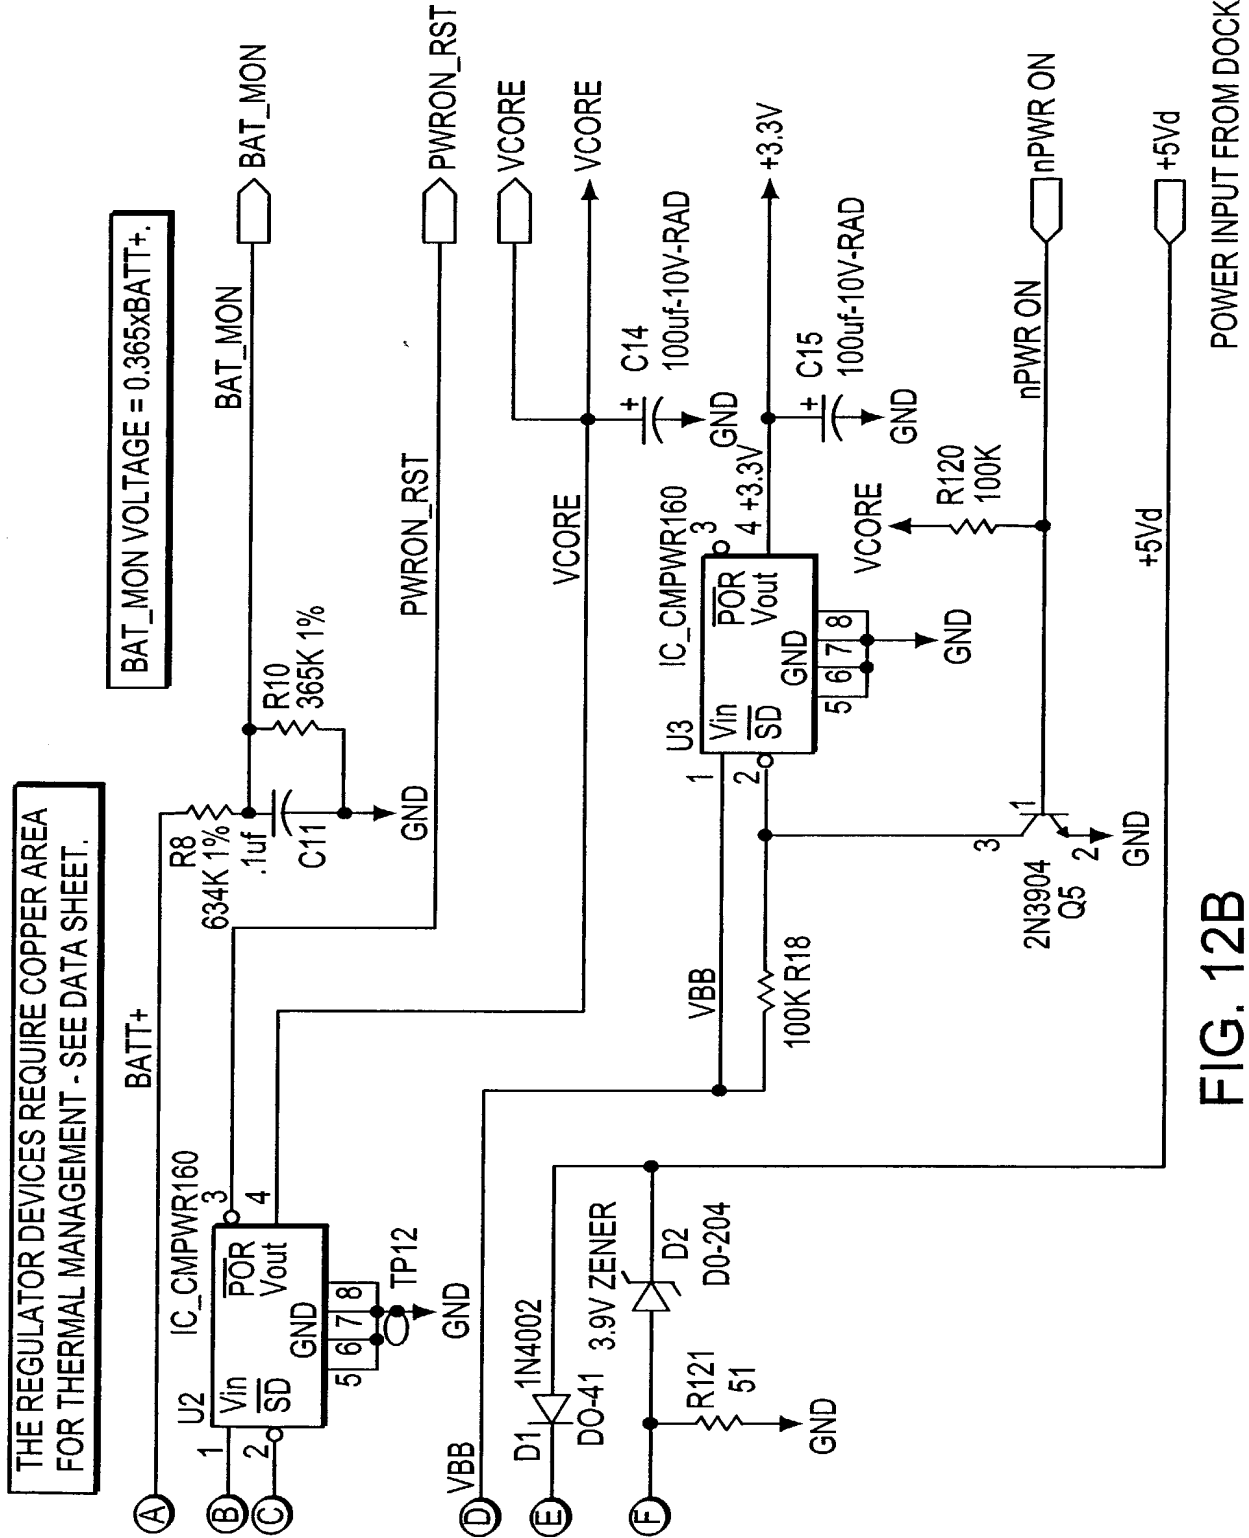 THE REGULATOR DEVICES REQUIRE COPPER AREA
FOR THERMAL MANAGEMENT - SEE DATA SHEET.
BAT_MON VOLTAGE = 0.365xBATT+.
A
BATT+
R8
634K 1%
.1uf
C11
GND
R10
365K 1%
BAT_MON
BAT_MON
B
C
1
2
U2
IC_CMPWR160
Vin
SD
POR
Vout
GND
3
4
5
6
7
8
TP12
GND
PWRON_RST
PWRON_RST
VCORE
VCORE
VCORE
C14
100uf-10V-RAD
+
GND
D
VBB
VBB
100K R18
1
2
U3
IC_CMPWR160
Vin
SD
POR
Vout
GND
3
4
5
6
7
8
GND
+3.3V
+3.3V
C15
100uf-10V-RAD
+
GND
E
D1
1N4002
DO-41
F
3.9V ZENER
D2
D0-204
R121
51
GND
2N3904
Q5
3
1
2
GND
VCORE
R120
100K
nPWR ON
nPWR ON
+5Vd
+5Vd
POWER INPUT FROM DOCK
FIG. 12B